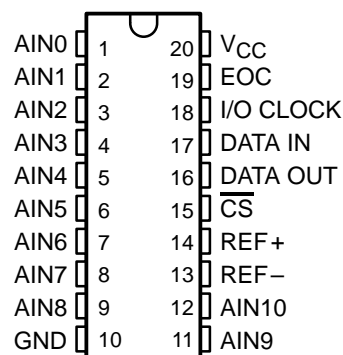 AIN0 1 20 VCC
AIN1 2 19 EOC
AIN2 3 18 I/O CLOCK
AIN3 4 17 DATA IN
AIN4 5 16 DATA OUT
AIN5 6 15 C̅S̅
AIN6 7 14 REF+
AIN7 8 13 REF–
AIN8 9 12 AIN10
GND 10 11 AIN9